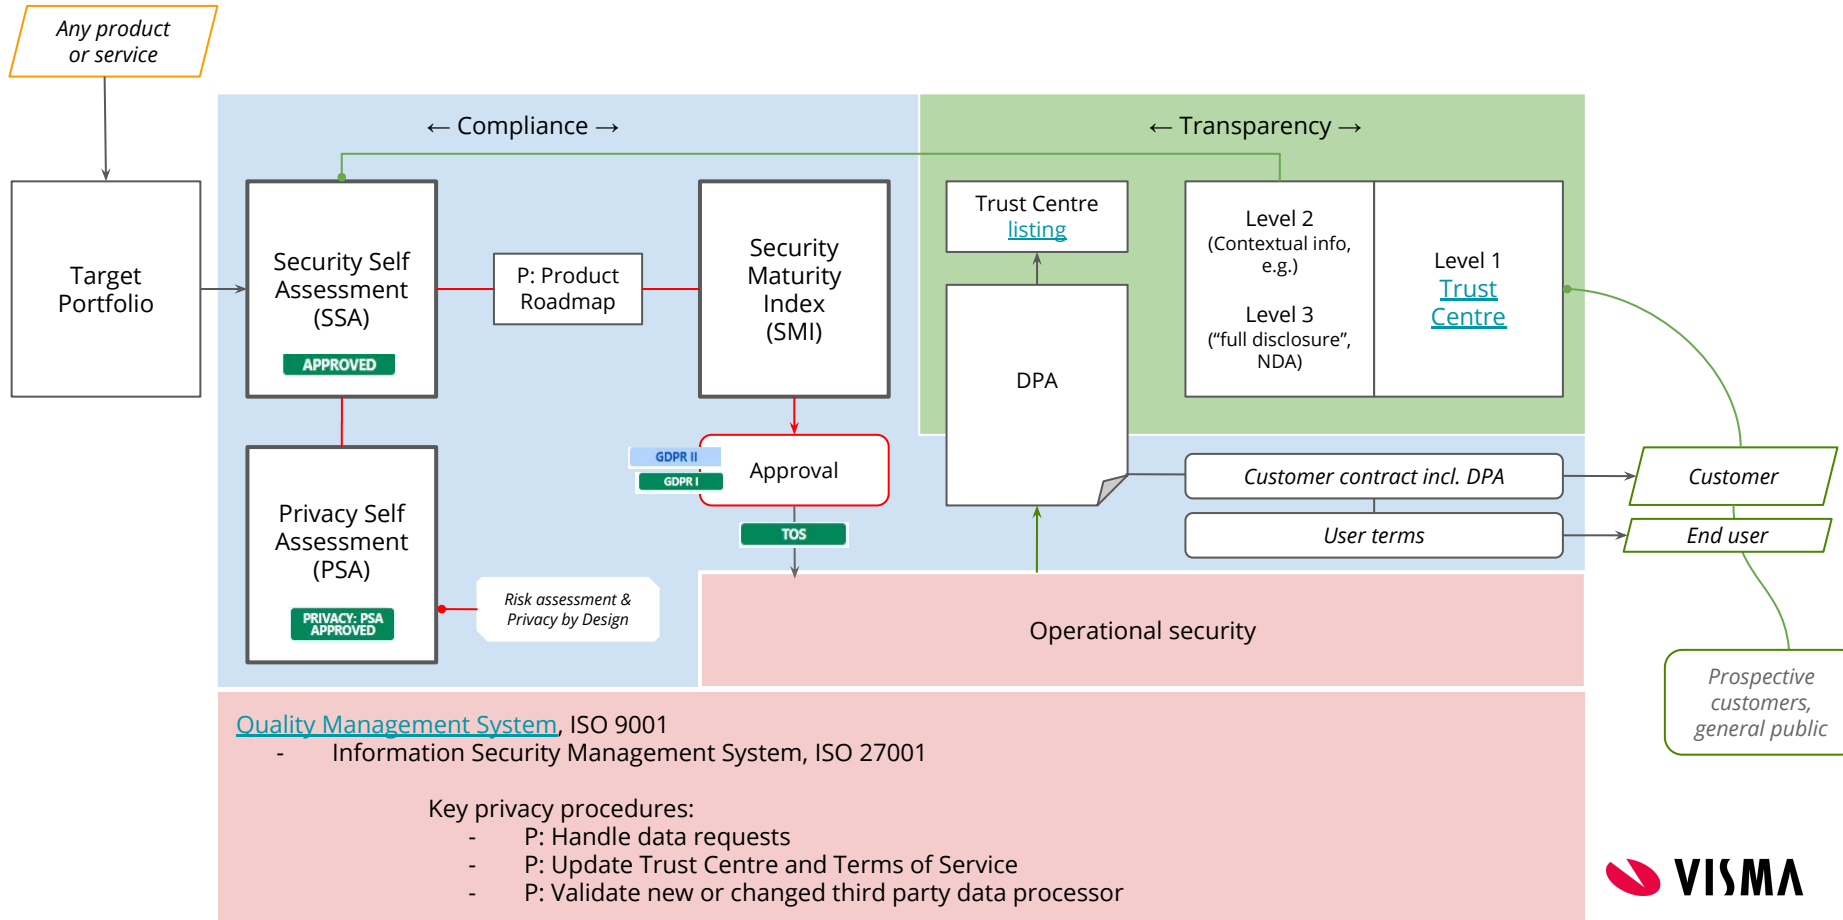 Any product
or service
← Compliance →
← Transparency →
Target
Portfolio
Security Self
Assessment
(SSA)
APPROVED
P: Product
Roadmap
Security
Maturity
Index
(SMI)
Trust Centre
listing
Level 2
(Contextual info,
e.g.)
Level 3
(“full disclosure”,
NDA)
Level 1
Trust
Centre
DPA
GDPR II
GDPR I
Approval
TOS
Privacy Self
Assessment
(PSA)
PRIVACY: PSA
APPROVED
Risk assessment &
Privacy by Design
Customer contract incl. DPA
User terms
Customer
End user
Operational security
Prospective
customers,
general public
Quality Management System, ISO 9001
- Information Security Management System, ISO 27001
Key privacy procedures:
- P: Handle data requests
- P: Update Trust Centre and Terms of Service
- P: Validate new or changed third party data processor
VISMA